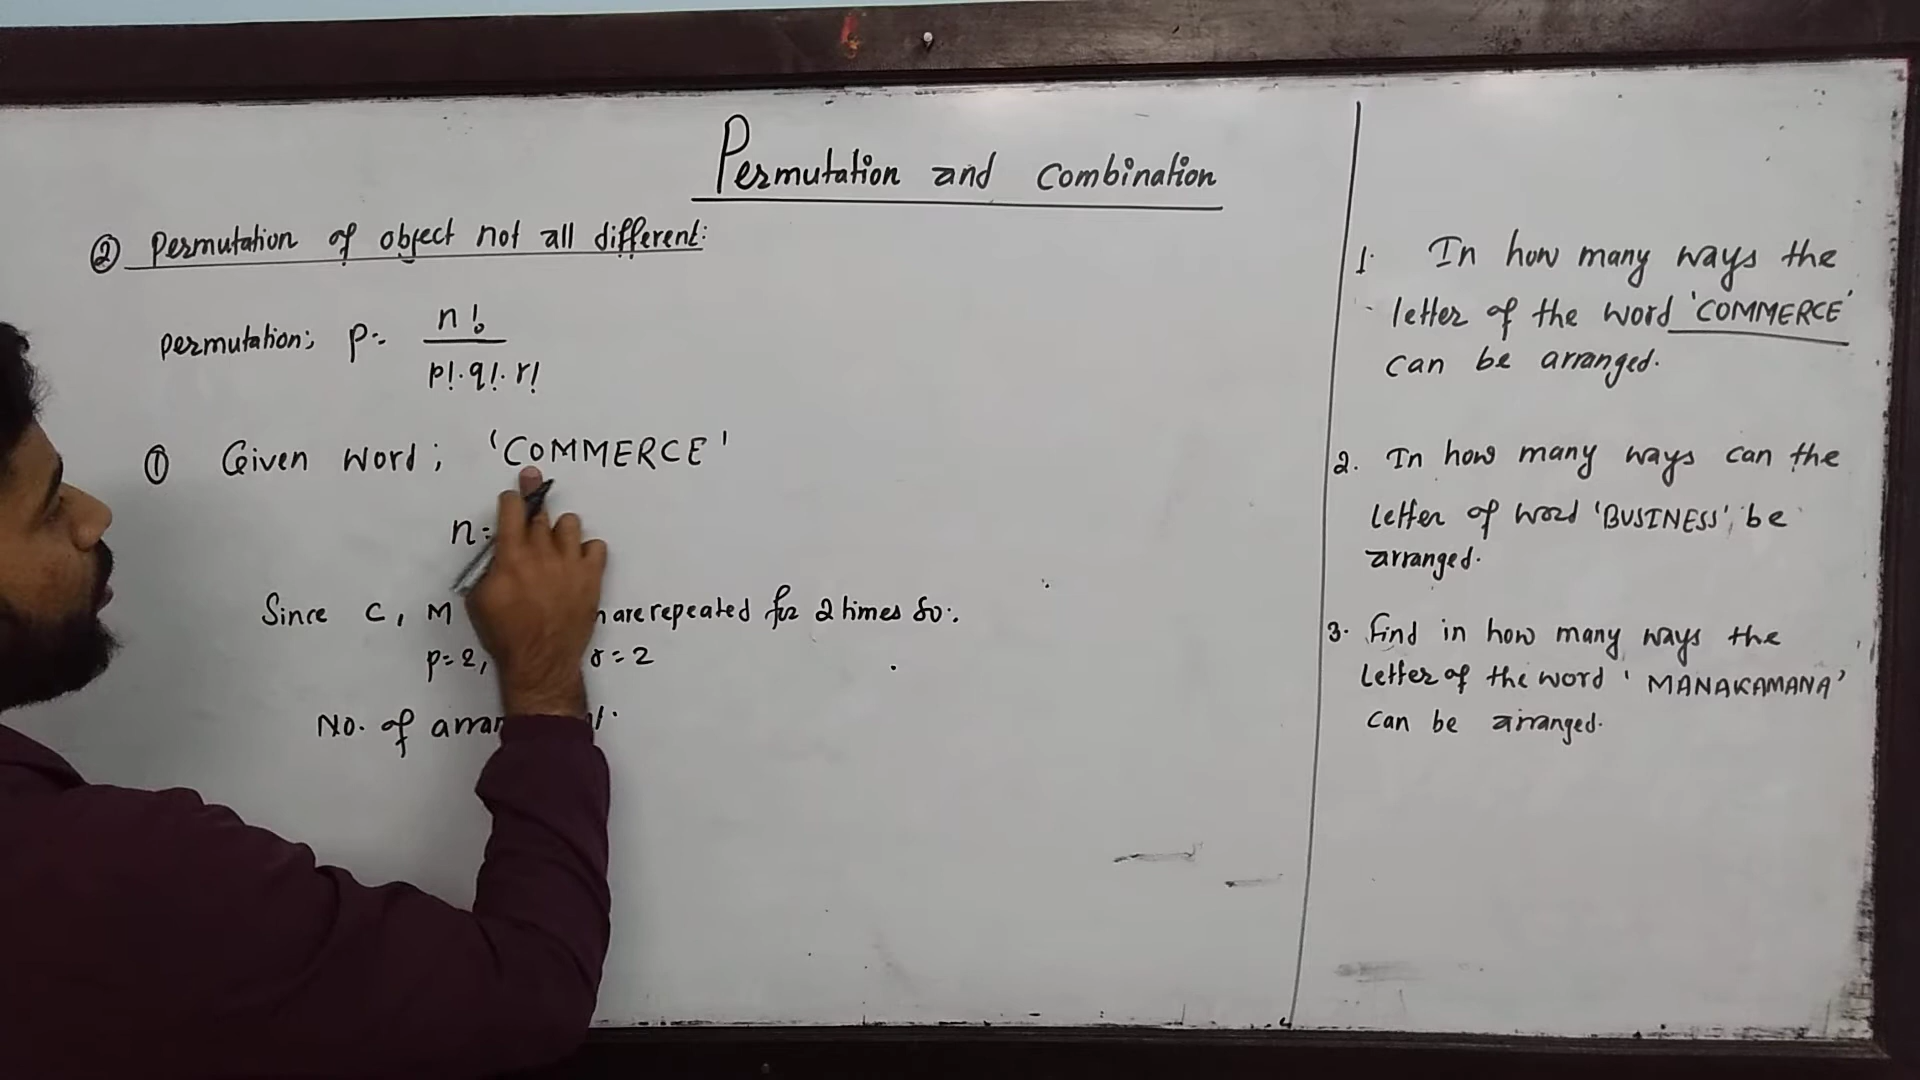 Permutation and Combination
② Permutation of object not all different:
Permutation; P=
n!
p!.q!.r!
① Given word; 'COMMERCE'
n=
Since C, M are repeated for 2 times so.
p=2, r=2
No. of
1. In how many ways the
letter of the word 'COMMERCE'
can be arranged.
2. In how many ways can the
letter of word 'BUSINESS', be
arranged.
3. find in how many ways the
letter of the word 'MANAKAMANA'
can be arranged.